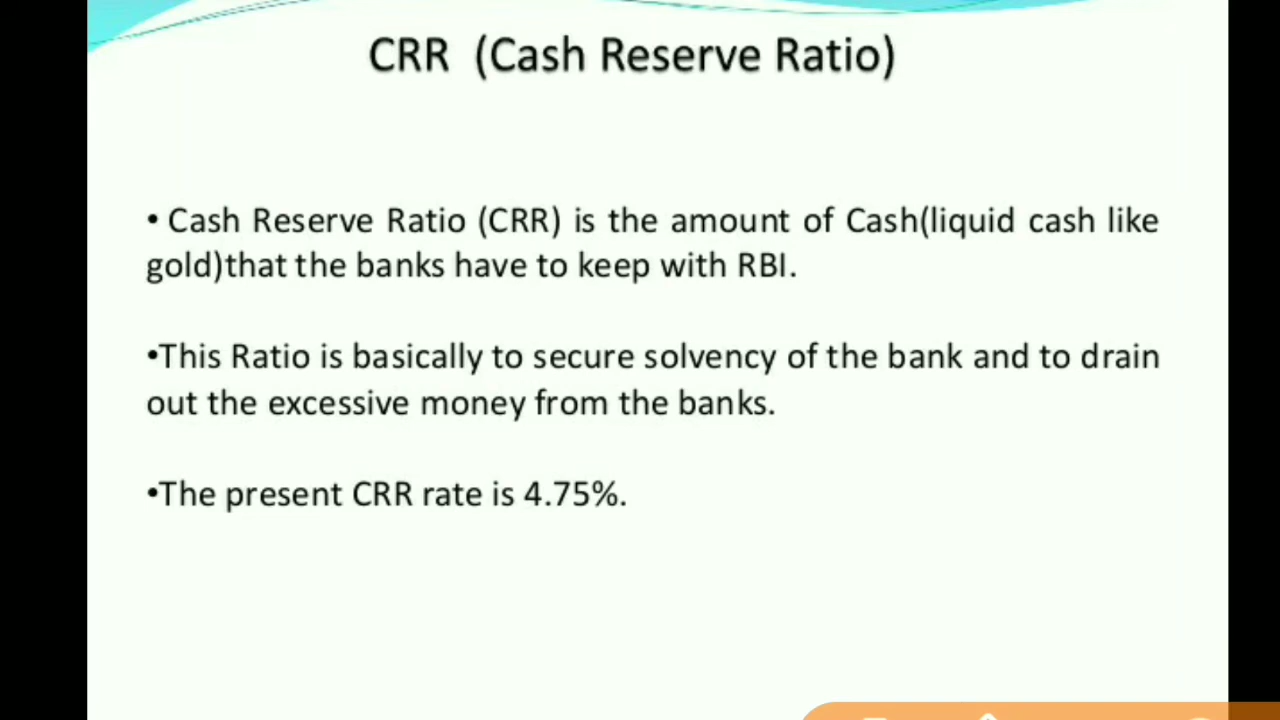 CRR (Cash Reserve Ratio)
• Cash Reserve Ratio (CRR) is the amount of Cash(liquid cash like
gold)that the banks have to keep with RBI.
•This Ratio is basically to secure solvency of the bank and to drain
out the excessive money from the banks.
•The present CRR rate is 4.75%.